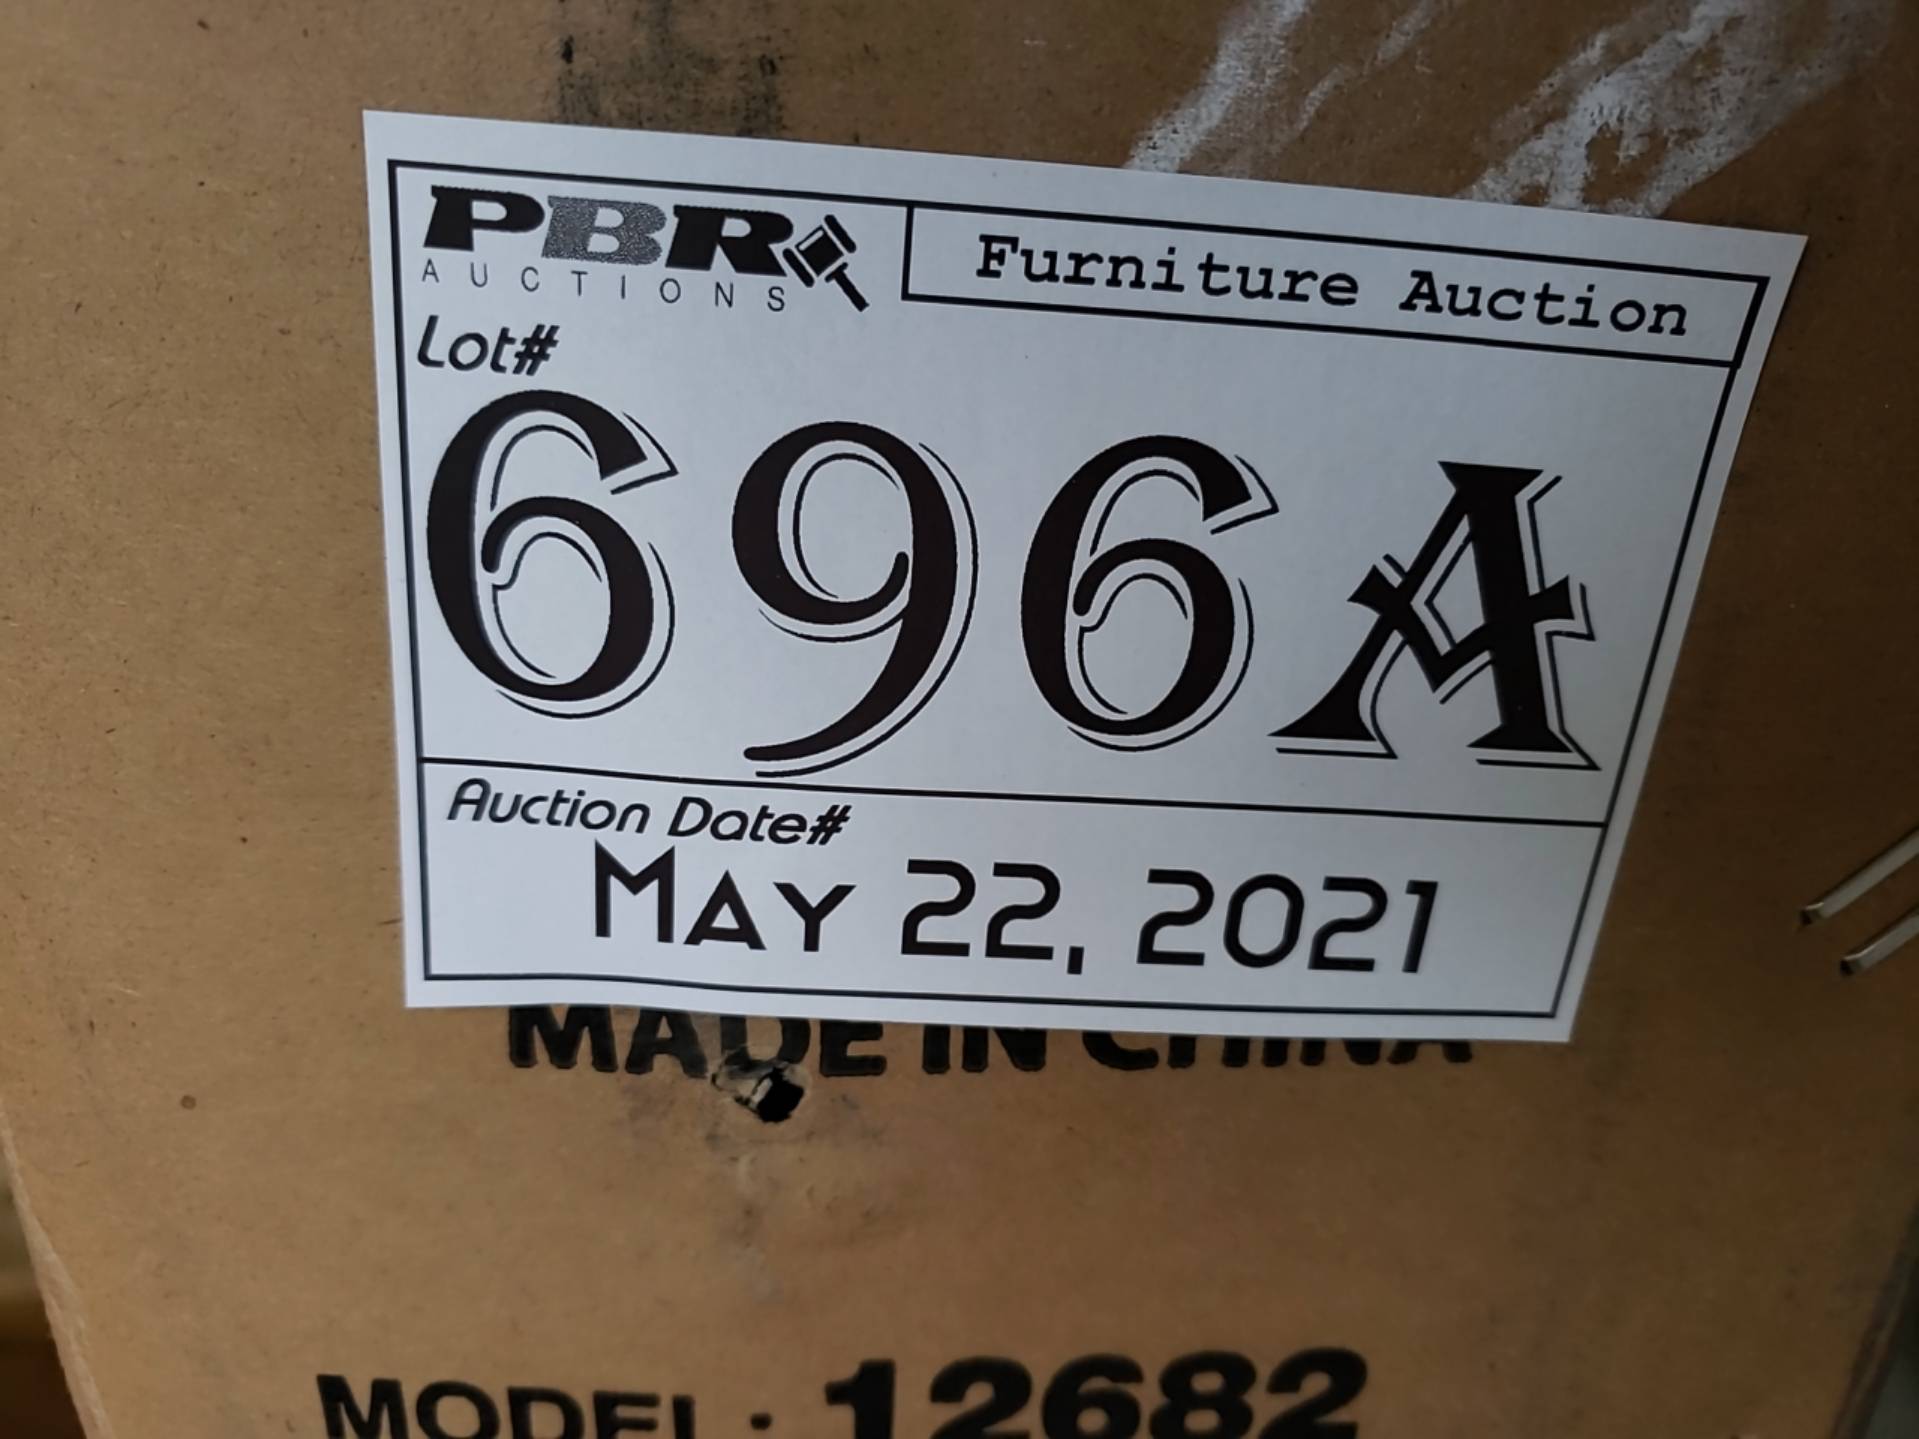 PBR
AUCTIONS
Furniture Auction
Lot#
696A
Auction Date#
May 22, 2021
MADE IN CHINA
MODEL: 12682